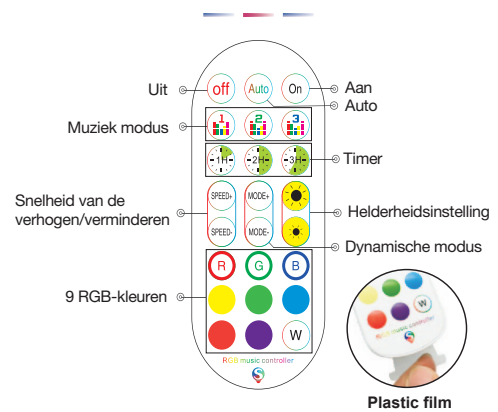 Uit
off
Auto
On
Aan
Auto
Muziek modus
1
2
3
1H
2H
3H
Timer
Snelheid van de
verhogen/verminderen
SPEED+
MODE+
SPEED-
MODE-
Helderheidsinstelling
Dynamische modus
R
G
B
9 RGB-kleuren
W
RGB music controller
W
Plastic film